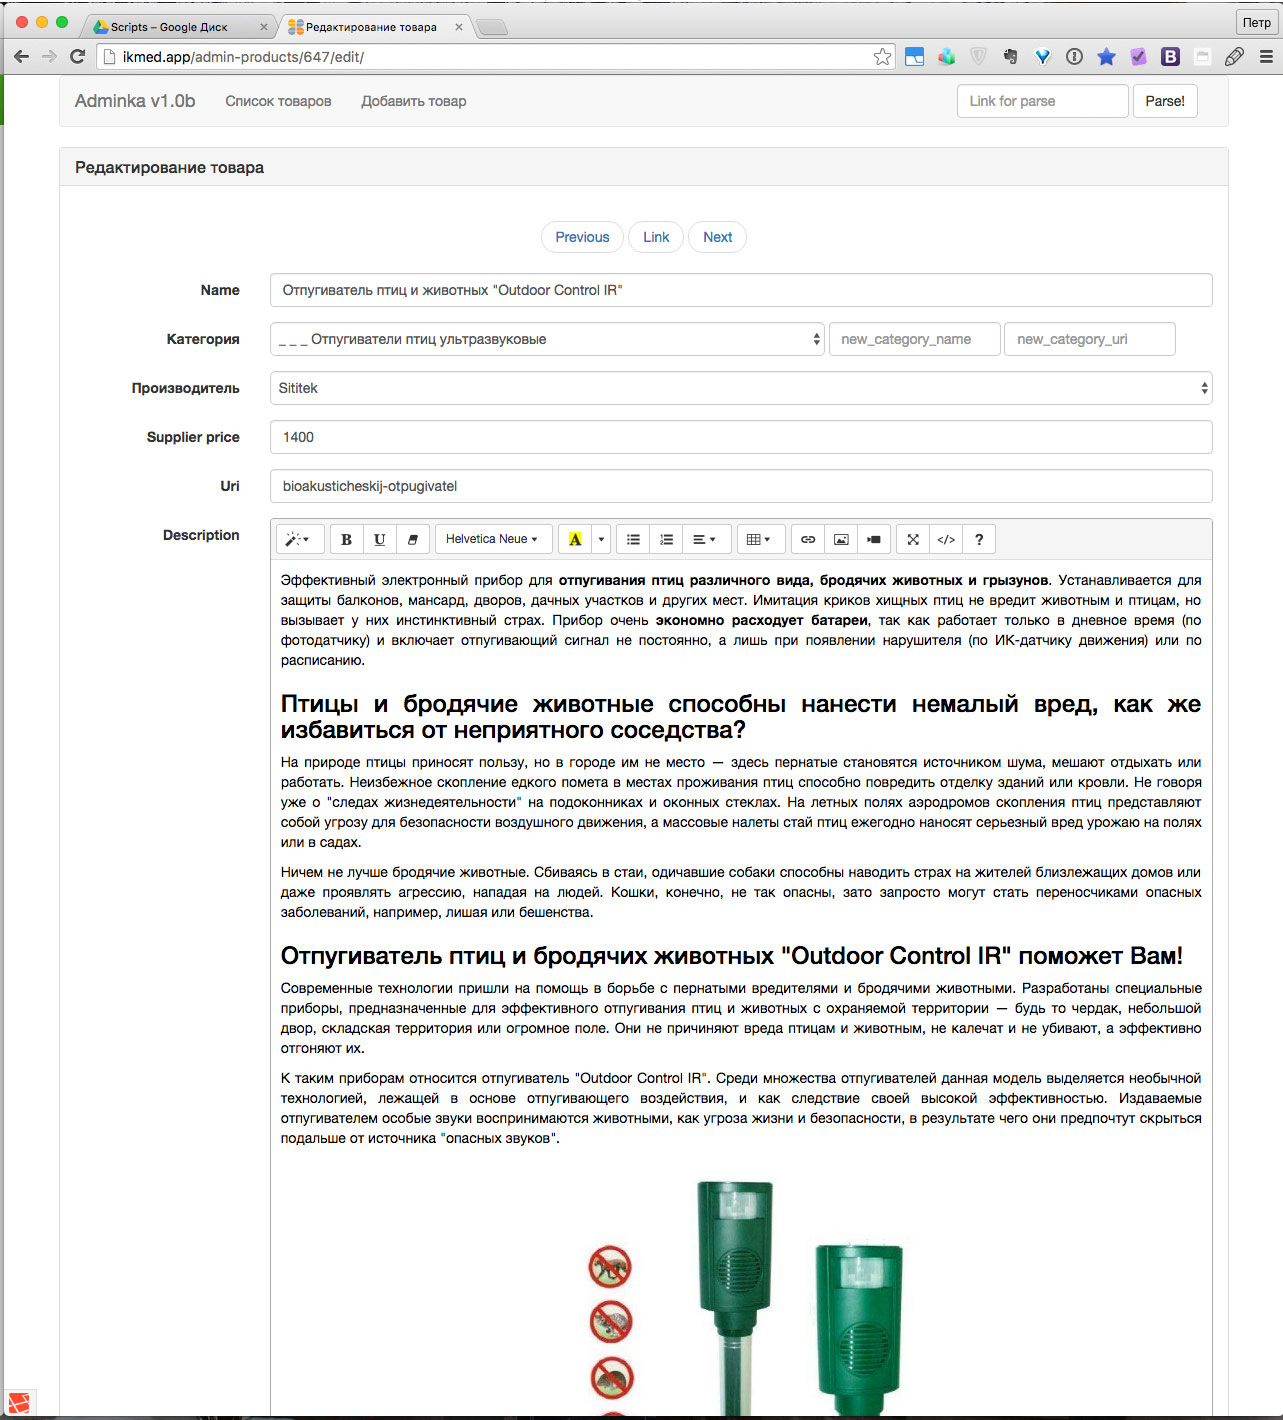 Scripts – Google Диск
Редактирование товара
Петр
ikmed.app/admin-products/647/edit/
Adminka v1.0b Список товаров Добавить товар Link for parse Parse!
Редактирование товара
Previous Link Next
Name Отпугиватель птиц и животных "Outdoor Control IR"
Категория _ _ _ Отпугиватели птиц ультразвуковые new_category_name new_category_uri
Производитель Sititek
Supplier price 1400
Uri bioakusticheskij-otpugivatel
Description
B U Helvetica Neue A </> ?
Эффективный электронный прибор для отпугивания птиц различного вида, бродячих животных и грызунов. Устанавливается для
защиты балконов, мансард, дворов, дачных участков и других мест. Имитация криков хищных птиц не вредит животным и птицам, но
вызывает у них инстинктивный страх. Прибор очень экономно расходует батареи, так как работает только в дневное время (по
фотодатчику) и включает отпугивающий сигнал не постоянно, а лишь при появлении нарушителя (по ИК-датчику движения) или по
расписанию.
Птицы и бродячие животные способны нанести немалый вред, как же
избавиться от неприятного соседства?
На природе птицы приносят пользу, но в городе им не место — здесь пернатые становятся источником шума, мешают отдыхать или
работать. Неизбежное скопление едкого помета в местах проживания птиц способно повредить отделку зданий или кровли. Не говоря
уже о "следах жизнедеятельности" на подоконниках и оконных стеклах. На летных полях аэродромов скопления птиц представляют
собой угрозу для безопасности воздушного движения, а массовые налеты стай птиц ежегодно наносят серьезный вред урожаю на полях
или в садах.
Ничем не лучше бродячие животные. Сбиваясь в стаи, одичавшие собаки способны наводить страх на жителей близлежащих домов или
даже проявлять агрессию, нападая на людей. Кошки, конечно, не так опасны, зато запросто могут стать переносчиками опасных
заболеваний, например, лишая или бешенства.
Отпугиватель птиц и бродячих животных "Outdoor Control IR" поможет Вам!
Современные технологии пришли на помощь в борьбе с пернатыми вредителями и бродячими животными. Разработаны специальные
приборы, предназначенные для эффективного отпугивания птиц и животных с охраняемой территории — будь то чердак, небольшой
двор, складская территория или огромное поле. Они не причиняют вреда птицам и животным, не калечат и не убивают, а эффективно
отгоняют их.
К таким приборам относится отпугиватель "Outdoor Control IR". Среди множества отпугивателей данная модель выделяется необычной
технологией, лежащей в основе отпугивающего воздействия, и как следствие своей высокой эффективностью. Издаваемые
отпугивателем особые звуки воспринимаются животными, как угроза жизни и безопасности, в результате чего они предпочтут скрыться
подальше от источника "опасных звуков".